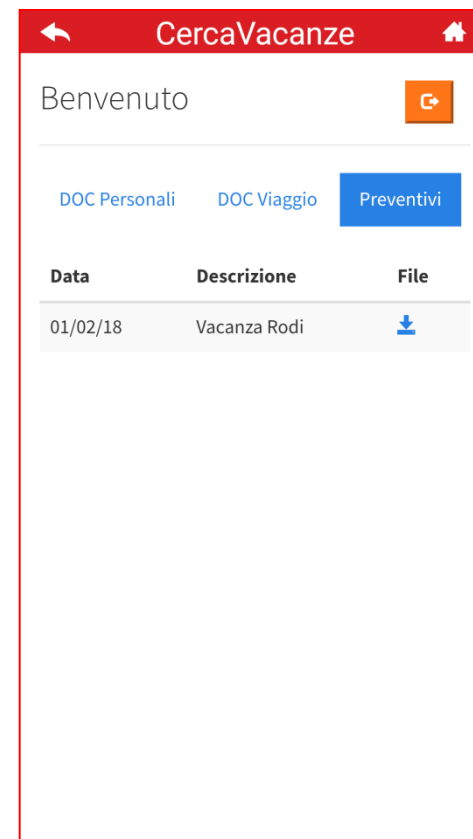 CercaVacanze
Benvenuto
DOC Personali DOC Viaggio Preventivi
Data Descrizione File
01/02/18 Vacanza Rodi